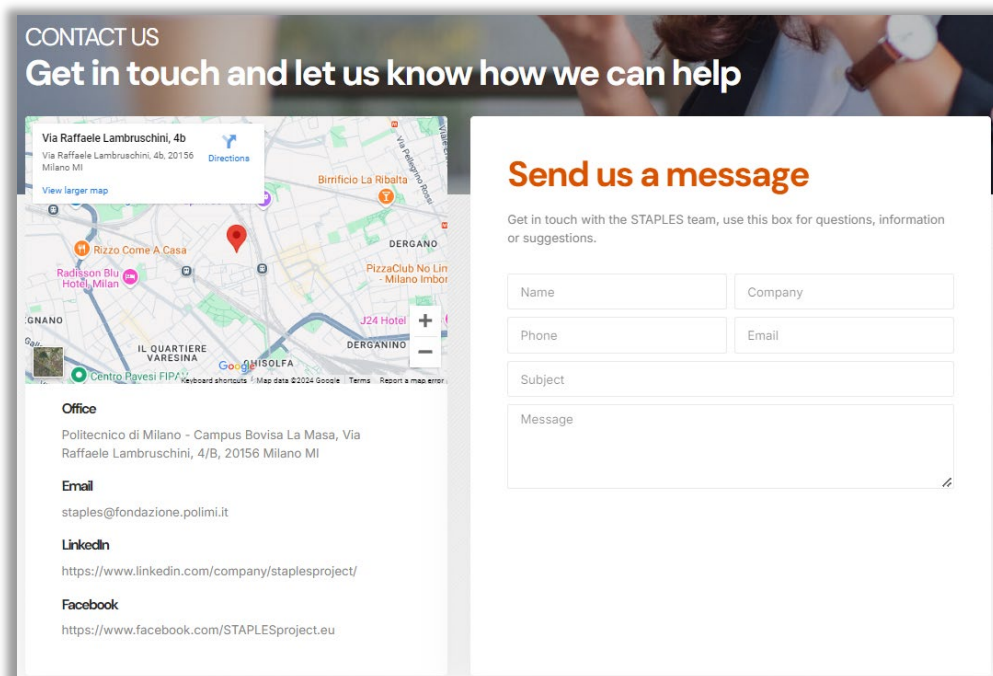 CONTACT US
Get in touch and let us know how we can help
Via Raffaele Lambruschini, 4b
Via Raffaele Lambruschini, 4b, 20156
Milano MI
Directions
View larger map
Via Pellegrino Rossi
Birrificio La Ribalta
DERGANO
Rizzo Come A Casa
PizzaClub No Lim
- Milano Imbon
Radisson Blu
Hotel Milan
GNANO
J24 Hotel
IL QUARTIERE
VARESINA
DERGANINO
GHISOLFA
Google
Centro Pavesi FIPAV
Keyboard shortcuts
Map data ©2024 Google
Terms
Report a map error
Office
Politecnico di Milano - Campus Bovisa La Masa, Via
Raffaele Lambruschini, 4/B, 20156 Milano MI
Email
staples@fondazione.polimi.it
LinkedIn
https://www.linkedin.com/company/staplesproject/
Facebook
https://www.facebook.com/STAPLESproject.eu
Send us a message
Get in touch with the STAPLES team, use this box for questions, information
or suggestions.
Name
Company
Phone
Email
Subject
Message